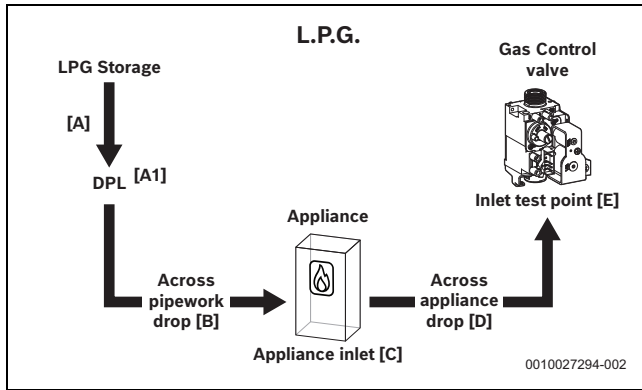 L.P.G.
LPG Storage
[A]
DPL [A1]
Across
pipework
drop [B]
Appliance
Appliance inlet [C]
Across
appliance
drop [D]
Gas Control
valve
Inlet test point [E]
0010027294-002